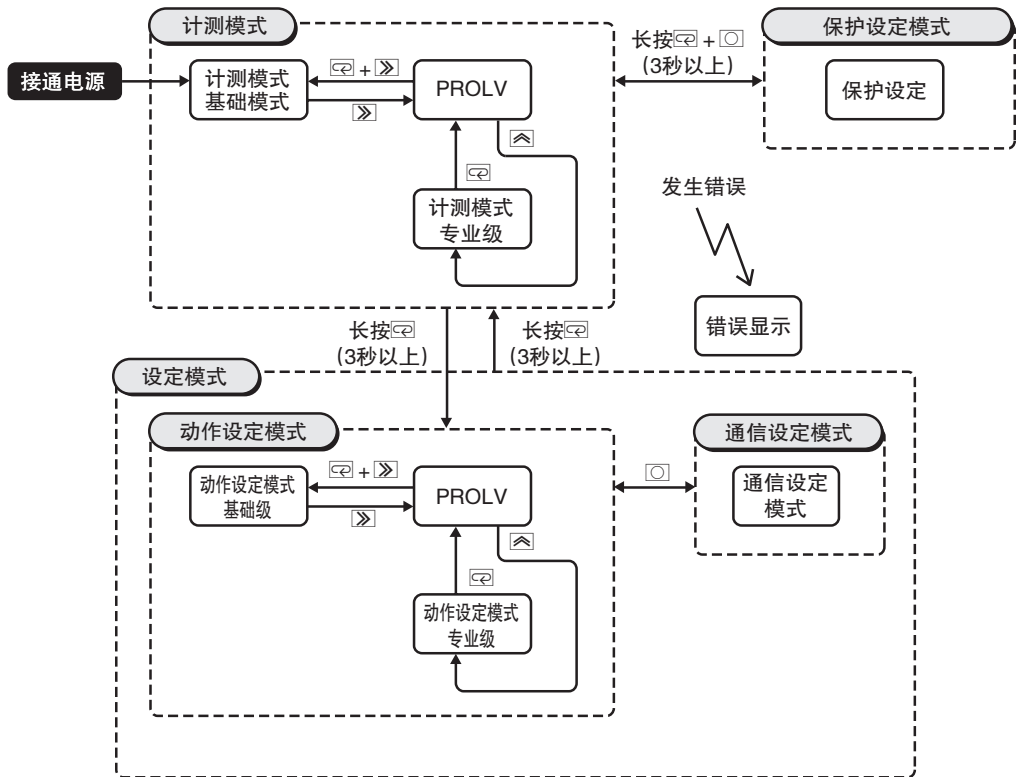 计测模式
保护设定模式
长按 + 
(3秒以上)
接通电源
计测模式
基础模式
+
PROLV
保护设定
计测模式
专业级
发生错误
错误显示
长按
(3秒以上)
长按
(3秒以上)
设定模式
动作设定模式
通信设定模式
动作设定模式
基础级
+
PROLV
通信设定
模式
动作设定模式
专业级